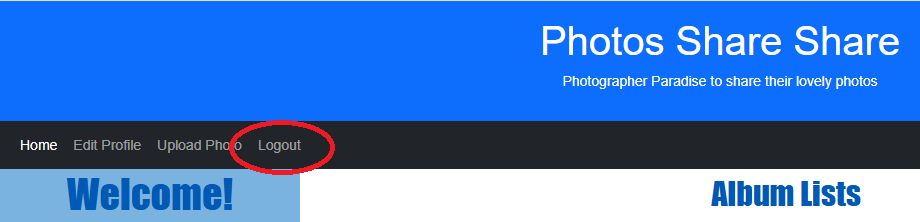 Photos Share Share
Photographer Paradise to share their lovely photos
Home Edit Profile Upload Photo Logout
Welcome! Album Lists